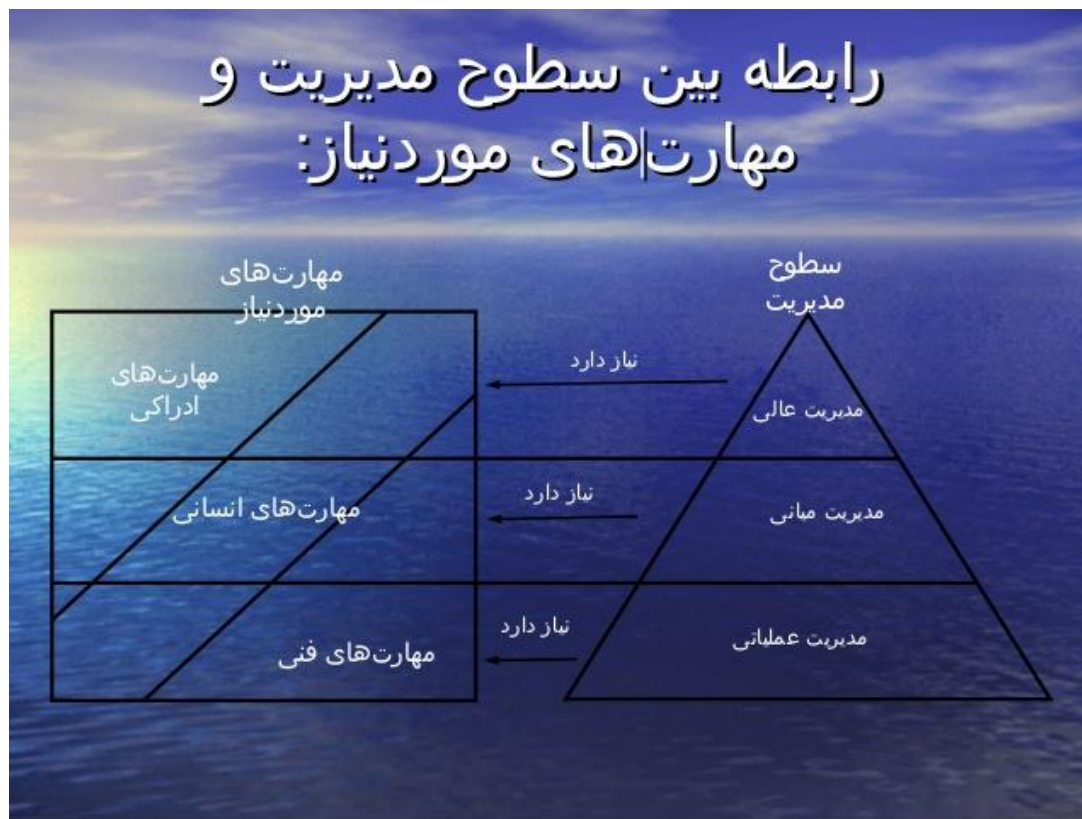 رابطه بین سطوح مدیریت و
مهارت‌های موردنیاز:
سطوح
مدیریت
مهارت‌های
موردنیاز
نیاز دارد
مدیریت عالی
مهارت‌های
ادراکی
مدیریت میانی
نیاز دارد
مهارت‌های انسانی
مدیریت عملیاتی
نیاز دارد
مهارت‌های فنی